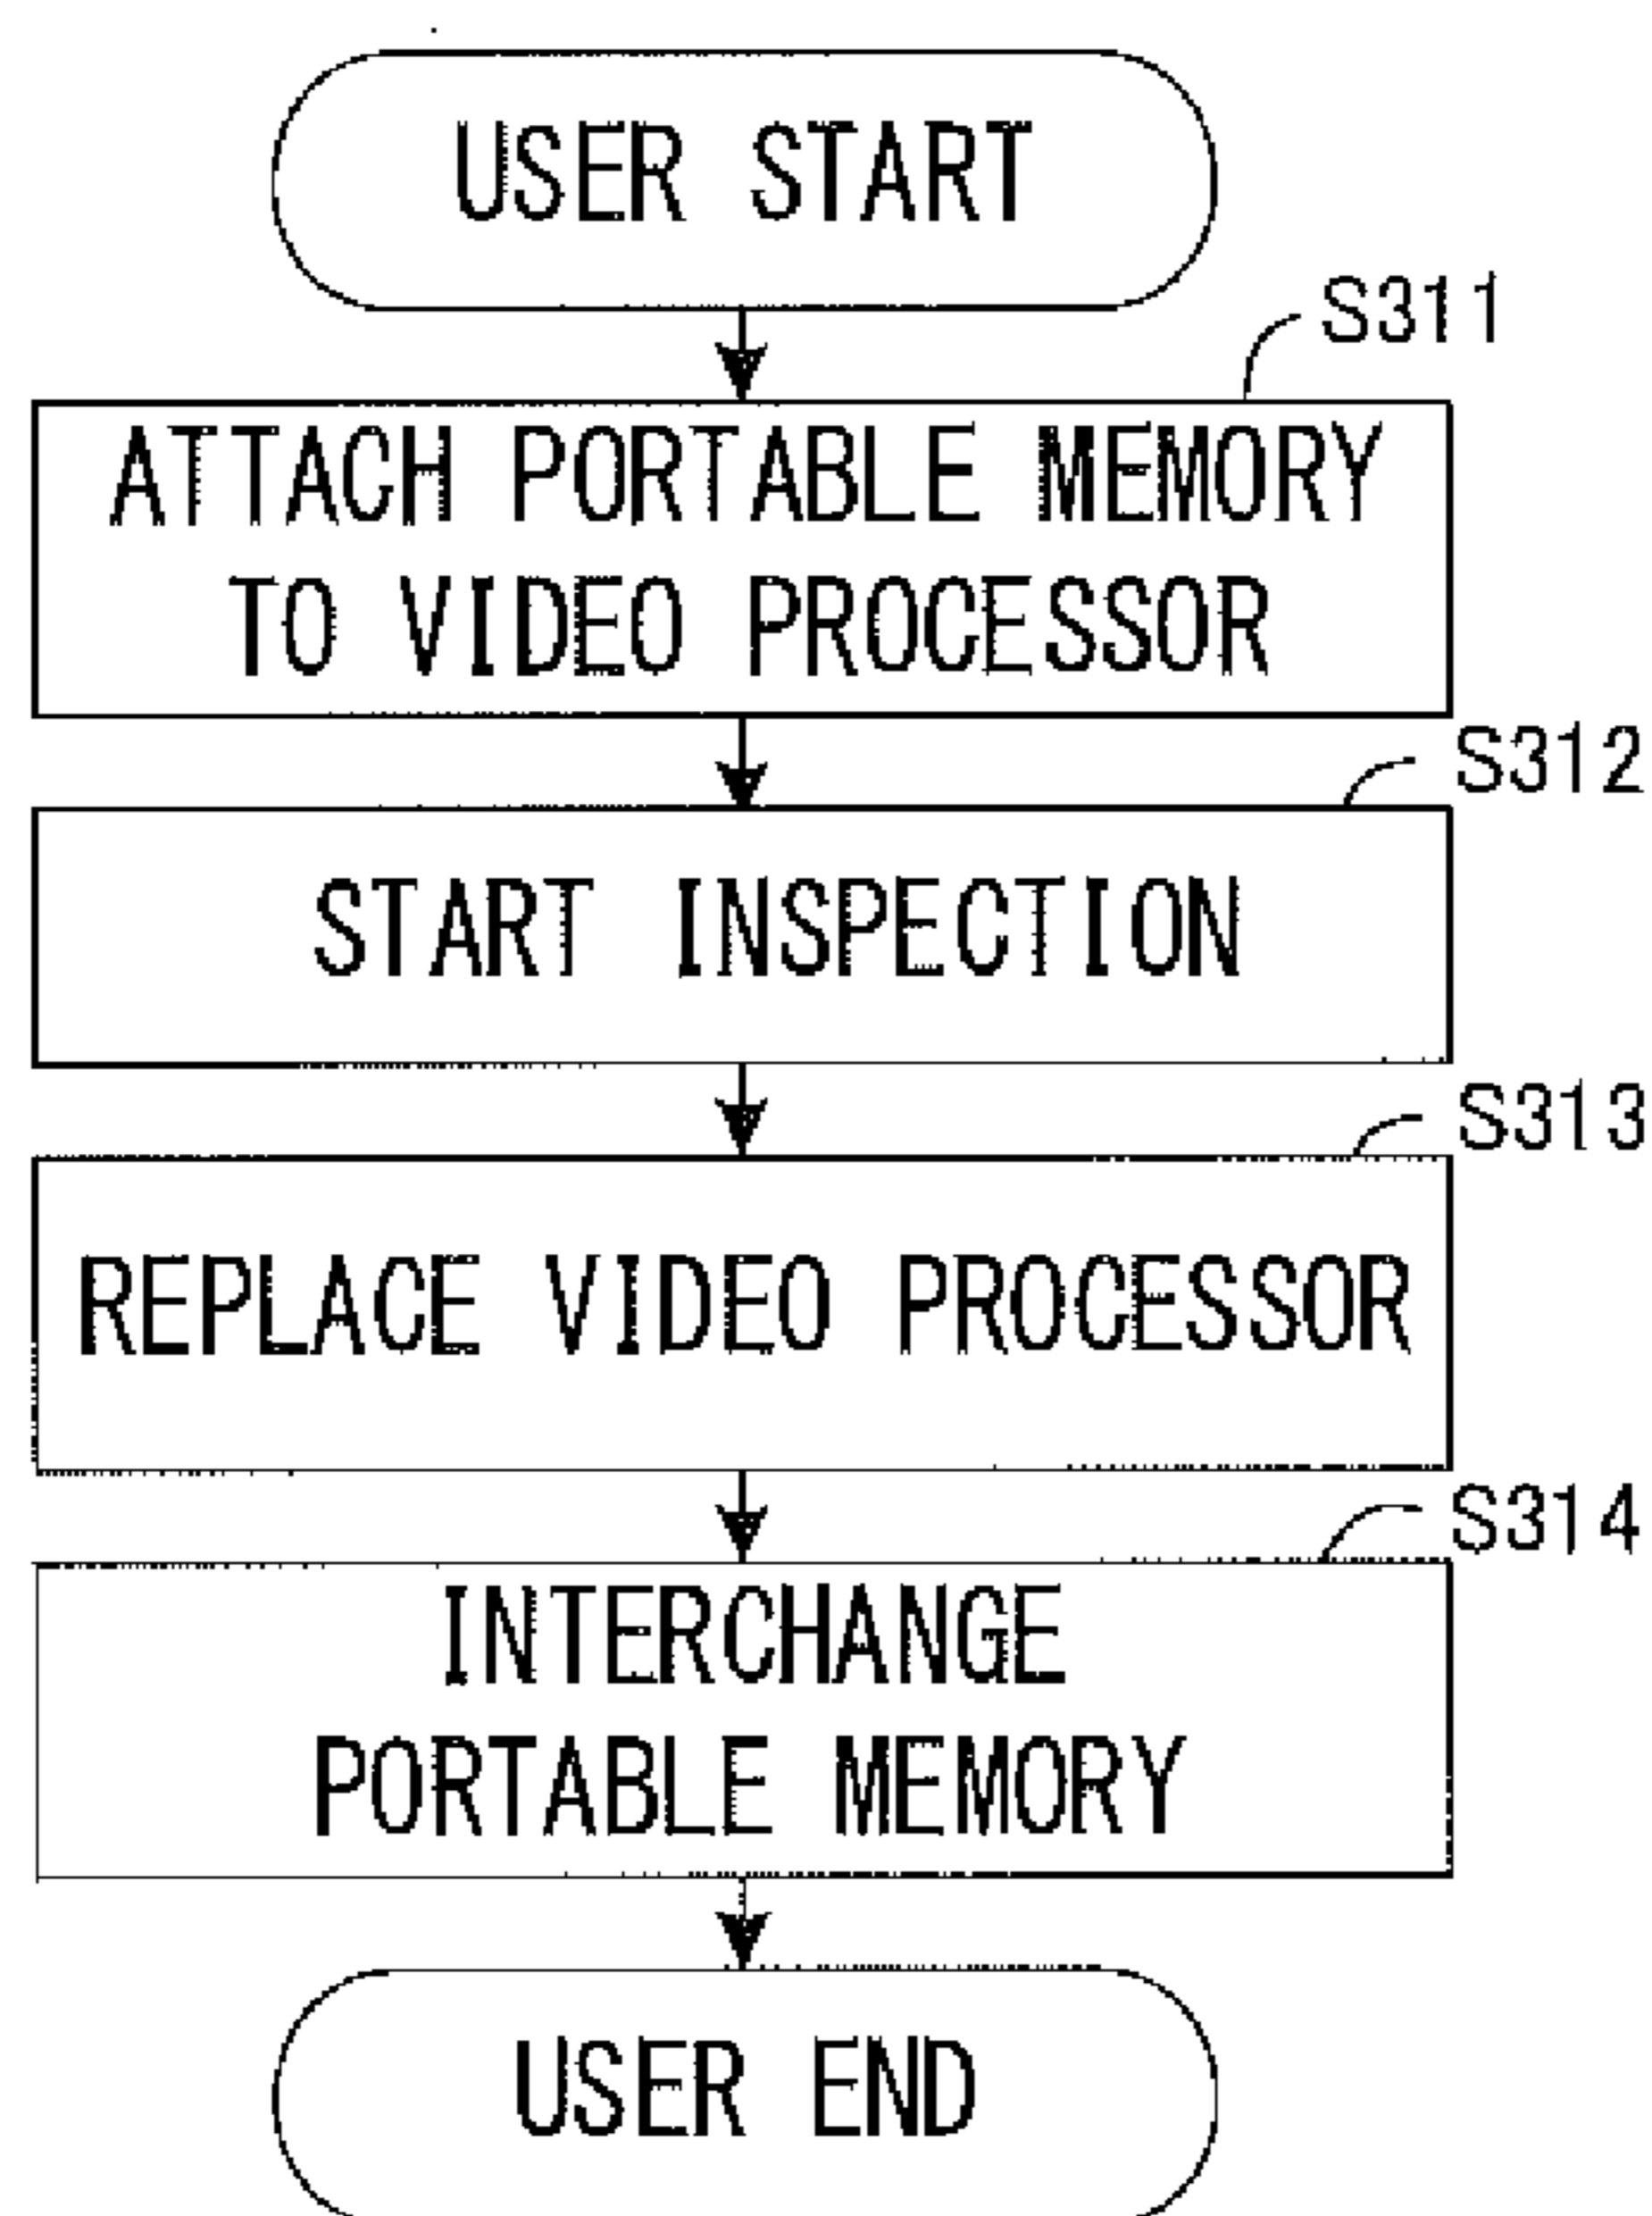 USER START
S311
ATTACH PORTABLE MEMORY
TO VIDEO PROCESSOR
S312
START INSPECTION
S313
REPLACE VIDEO PROCESSOR
S314
INTERCHANGE
PORTABLE MEMORY
USER END